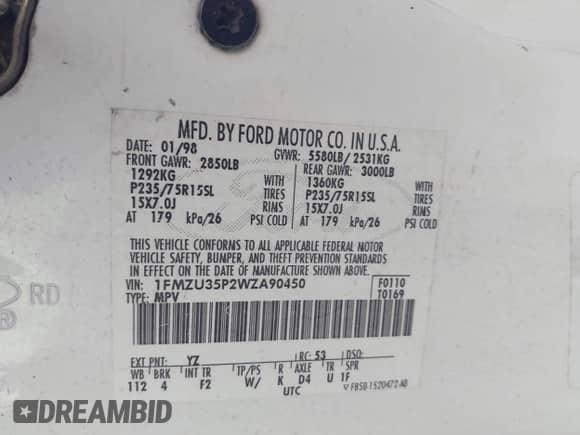 MFD. BY FORD MOTOR CO. IN U.S.A.
DATE: 01/98 GVWR: 5580LB/ 2531KG
FRONT GAWR: 2850LB REAR GAWR: 3000LB
1292KG WITH 1360KG WITH
P235/75R15SL TIRES P235/75R15SL TIRES
15X7.0J RIMS 15X7.0J RIMS
AT 179 kPa/26 PSI COLD AT 179 kPa/26 PSI COLD
THIS VEHICLE CONFORMS TO ALL APPLICABLE FEDERAL MOTOR
VEHICLE SAFETY, BUMPER, AND THEFT PREVENTION STANDARDS
IN EFFECT ON THE DATE OF MANUFACTURE SHOWN ABOVE.
VIN: 1FMZU35P2WZA90450 F0110
TYPE: MPV T0169
RD
®
EXT PNT: YZ RC: 53 DSO:
WB BRK INT TR TP/PS R AXLE TR SPR
112 4 F2 W/ K D4 U 1F
UTC
F85B-1520472-AB
DREAMBID